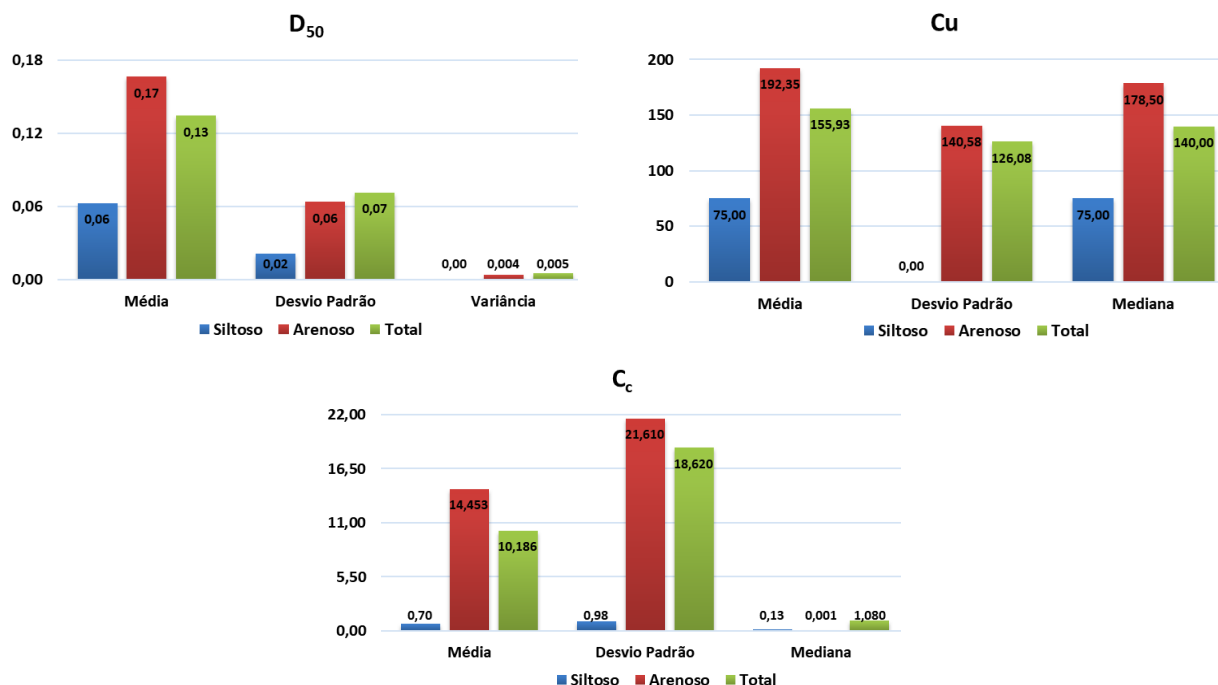 D₅₀
0,18
0,12
0,06
0,00
0,06 0,17 0,13
0,02 0,06 0,07
0,00 0,004 0,005
Média Desvio Padrão Variância
Siltoso Arenoso Total
Cu
200
150
100
50
0
75,00 192,35 155,93
0,00 140,58 126,08
75,00 178,50 140,00
Média Desvio Padrão Mediana
Siltoso Arenoso Total
C꜀
22,00
16,50
11,00
5,50
0,00
0,70 14,453 10,186
0,98 21,610 18,620
0,13 0,001 1,080
Média Desvio Padrão Mediana
Siltoso Arenoso Total